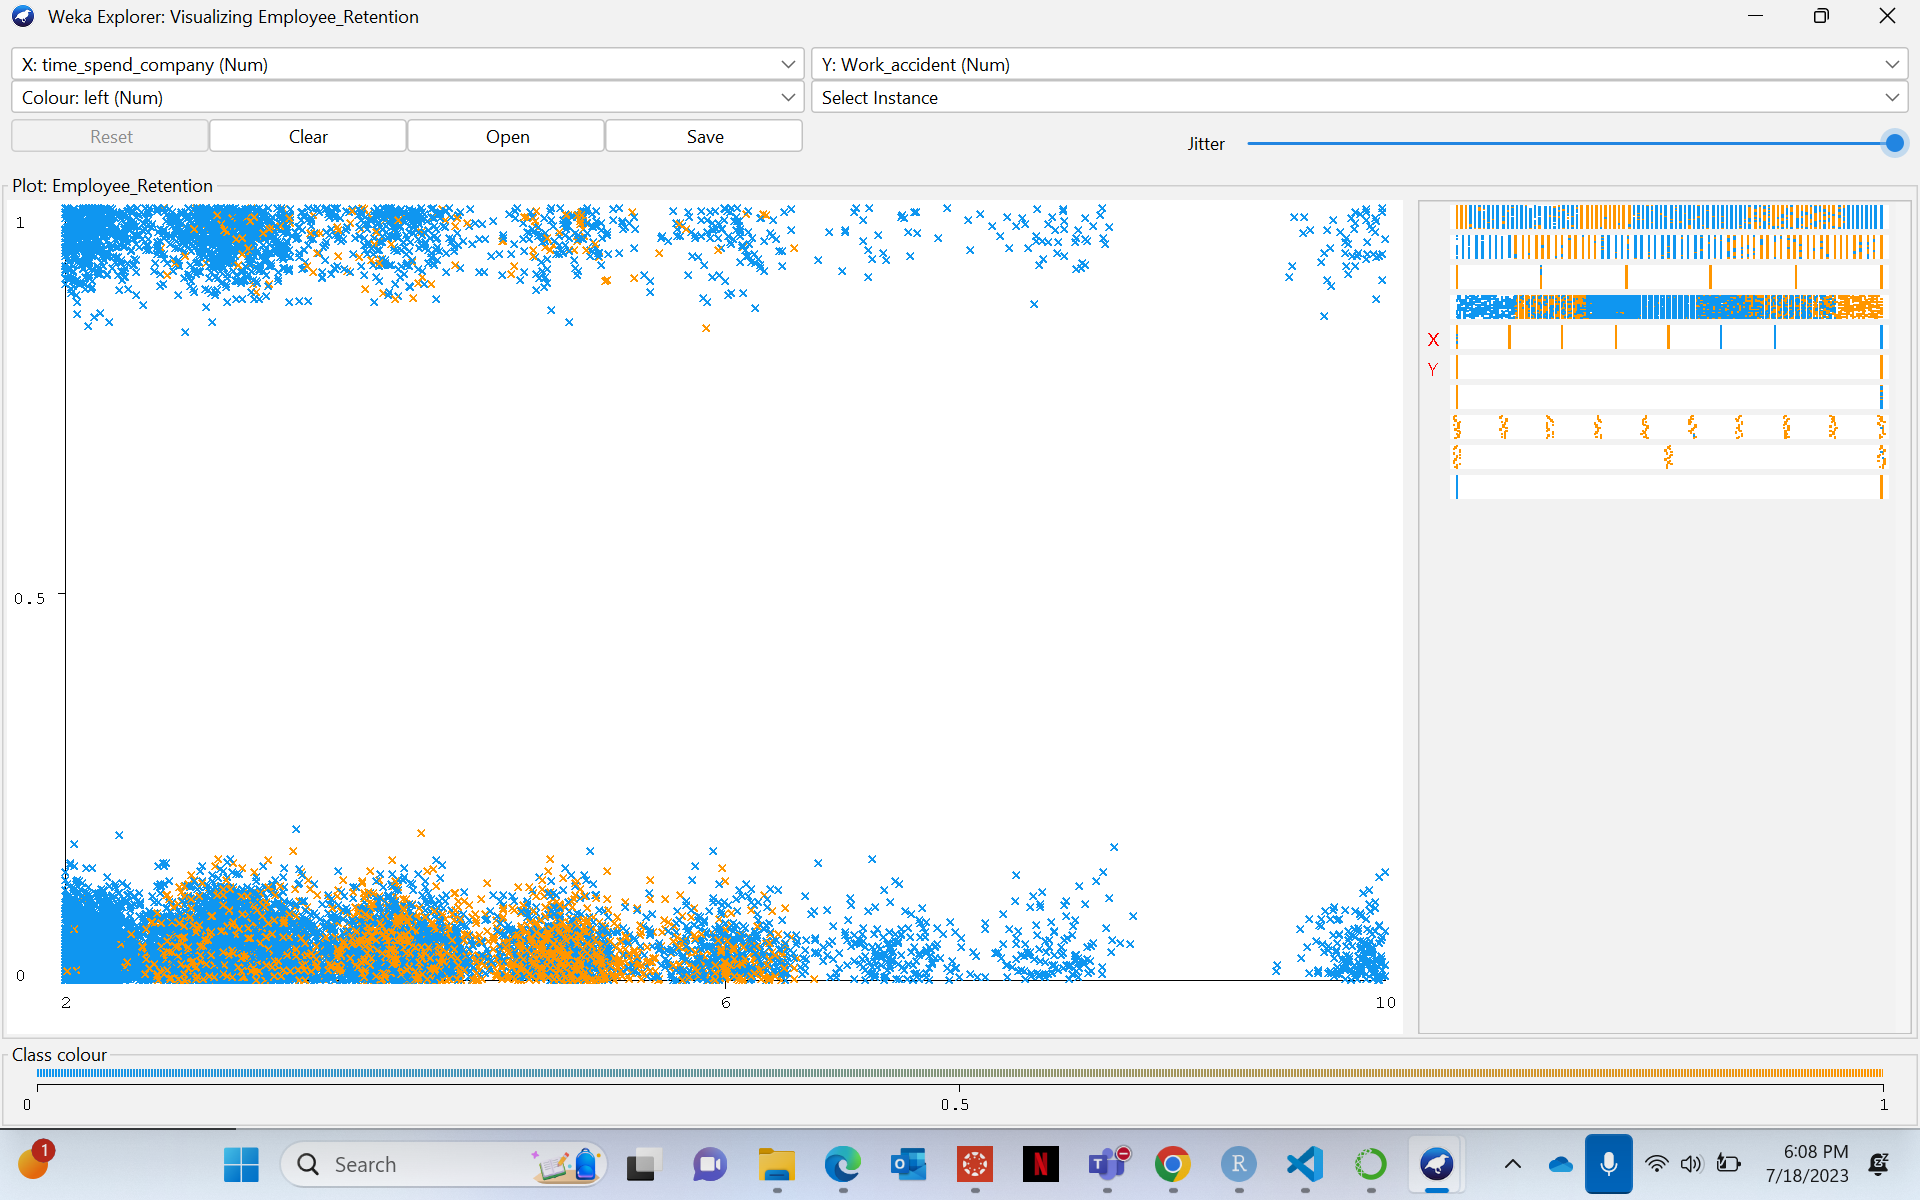 Weka Explorer: Visualizing Employee_Retention
X: time_spend_company (Num)
Y: Work_accident (Num)
Colour: left (Num)
Select Instance
Reset
Clear
Open
Save
Jitter
Plot: Employee_Retention
1
0.5
0
2
6
10
X
Y
Class colour
0
0.5
1
1
Search
N
T
R
6:08 PM
7/18/2023